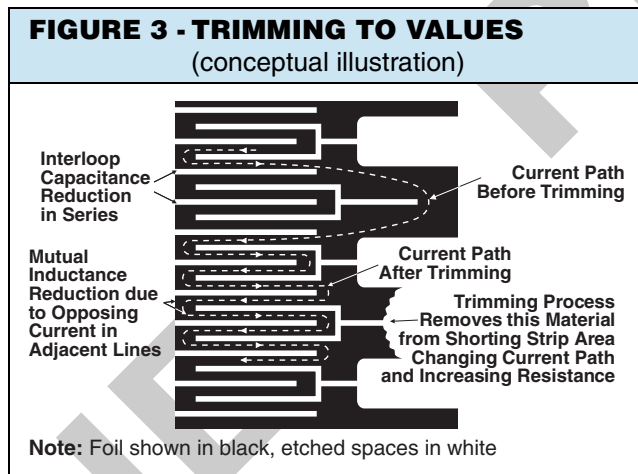 FIGURE 3 - TRIMMING TO VALUES
(conceptual illustration)
Interloop
Capacitance
Reduction
in Series
Current Path
Before Trimming
Mutual
Inductance
Reduction due
to Opposing
Current in
Adjacent Lines
Current Path
After Trimming
Trimming Process
Removes this Material
from Shorting Strip Area
Changing Current Path
and Increasing Resistance
Note: Foil shown in black, etched spaces in white